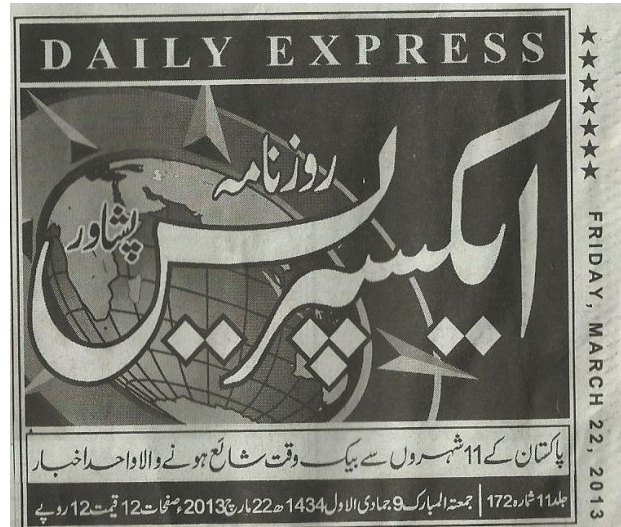 DAILY EXPRESS
روزنامہ
ایکسپریس
پشاور
پاکستان کے 11 شہروں سے بیک وقت شائع ہونے والا واحد اخبار
جلد 11 شمارہ 172 | جمعتہ المبارک 9 جمادی الاول 1434ھ 22 مارچ 2013ء صفحات 12 قیمت 12 روپے
FRIDAY, MARCH 22, 2013